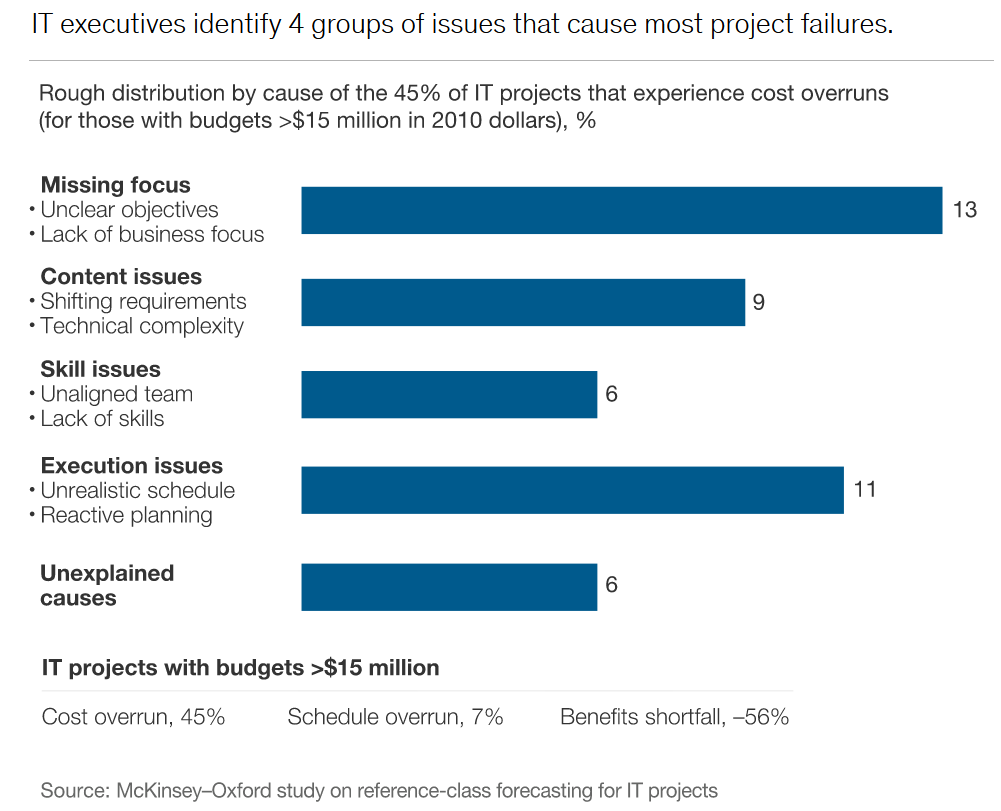 IT executives identify 4 groups of issues that cause most project failures.
Rough distribution by cause of the 45% of IT projects that experience cost overruns
(for those with budgets >$15 million in 2010 dollars), %
Missing focus
• Unclear objectives
• Lack of business focus
13
Content issues
• Shifting requirements
• Technical complexity
9
Skill issues
• Unaligned team
• Lack of skills
6
Execution issues
• Unrealistic schedule
• Reactive planning
11
Unexplained
causes
6
IT projects with budgets >$15 million
Cost overrun, 45% Schedule overrun, 7% Benefits shortfall, –56%
Source: McKinsey–Oxford study on reference-class forecasting for IT projects